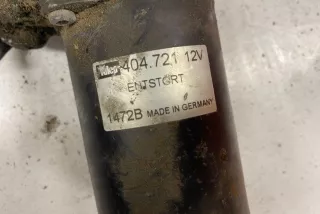 404.721 12V
ENTSTÖRT
1472B MADE IN GERMANY